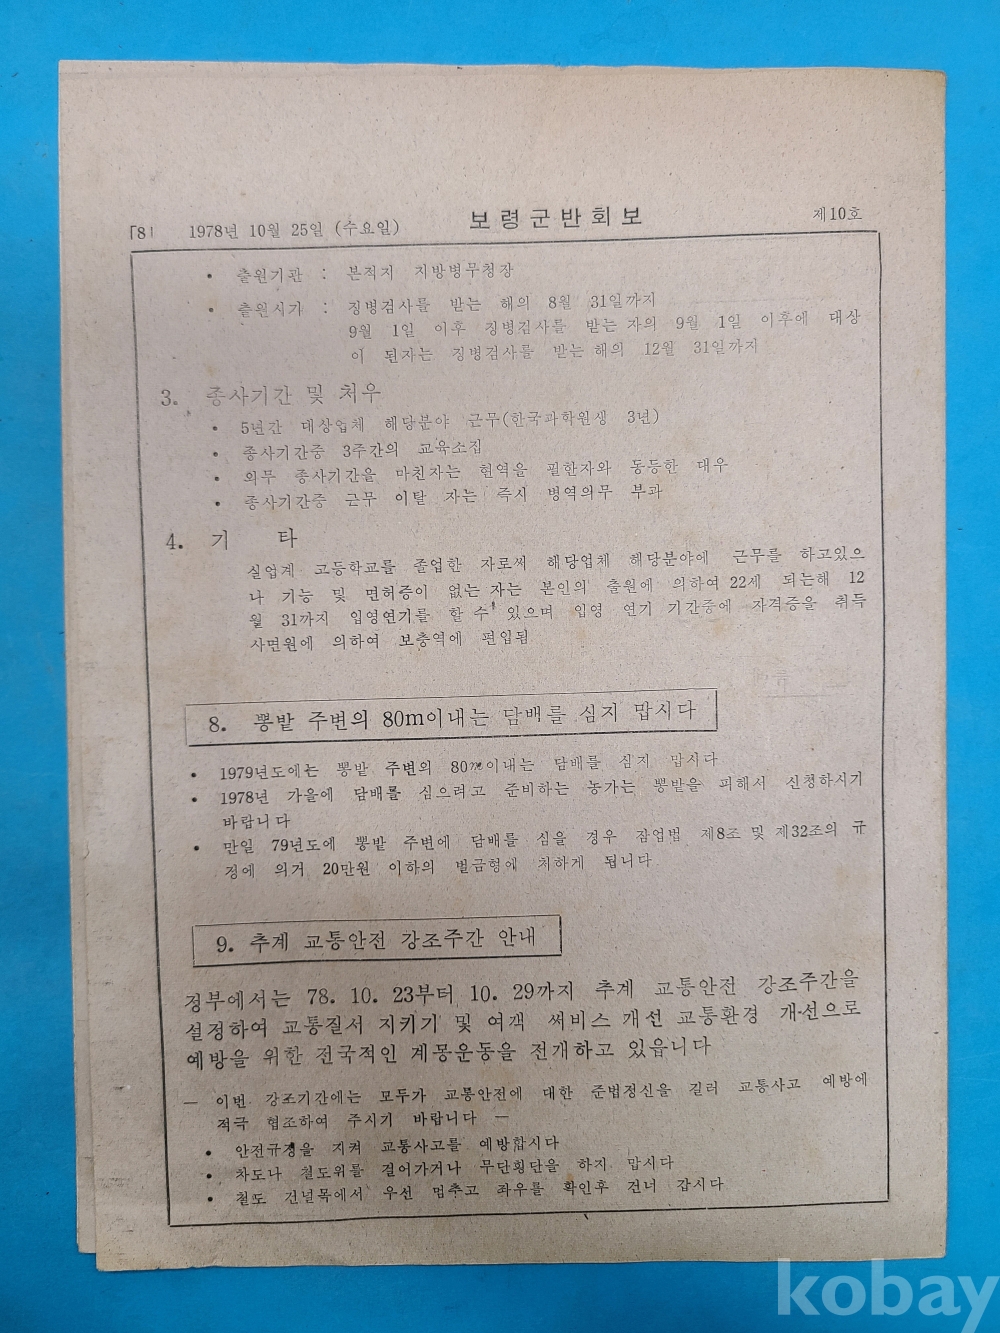 「8」 1978년 10월 25일 (수요일) 보령군반회보 제10호
• 출원기관 : 본적지 지방병무청장
• 출원시기 : 징병검사를 받는 해의 8월 31일까지
9월 1일 이후 징병검사를 받는자의 9월 1일 이후에 대상
이 된자는 징병검사를 받는해의 12월 31일까지
3. 종사기간 및 처우
• 5년간 대상업체 해당분야 근무(한국과학원생 3년)
• 종사기간중 3주간의 교육소집
• 의무 종사기간을 마친자는 현역을 필한자와 동등한 대우
• 종사기간중 근무 이탈 자는 즉시 병역의무 부과
4. 기 타
실업계 고등학교를 졸업한 자로써 해당업체 해당분야에 근무를 하고있으
나 기능 및 면허증이 없는자는 본인의 출원에 의하여 22세 되는해 12
월 31까지 입영연기를 할수 있으며 입영 연기 기간중에 자격증을 취득
사면원에 의하여 보충역에 편입됨
8. 뽕밭 주변의 80m이내는 담배를 심지 맙시다
• 1979년도에는 뽕밭 주변의 80m이내는 담배를 심지 맙시다
• 1978년 가을에 담배를 심으려고 준비하는 농가는 뽕밭을 피해서 신청하시기
바랍니다
• 만일 79년도에 뽕밭 주변에 담배를 심을 경우 잠업법 제8조 및 제32조의 규
정에 의거 20만원 이하의 벌금형에 처하게 됩니다
9. 추계 교통안전 강조주간 안내
정부에서는 78. 10. 23부터 10. 29까지 추계 교통안전 강조주간을
설정하여 교통질서 지키기 및 여객 써비스 개선 교통환경 개선으로
예방을 위한 전국적인 계몽운동을 전개하고 있읍니다
— 이번 강조기간에는 모두가 교통안전에 대한 준법정신을 길러 교통사고 예방에
적극 협조하여 주시기 바랍니다 —
• 안전규정을 지켜 교통사고를 예방합시다
• 차도나 철도위를 걸어가거나 무단횡단을 하지 맙시다
• 철도 건널목에서 우선 멈추고 좌우를 확인후 건너 갑시다
kobay